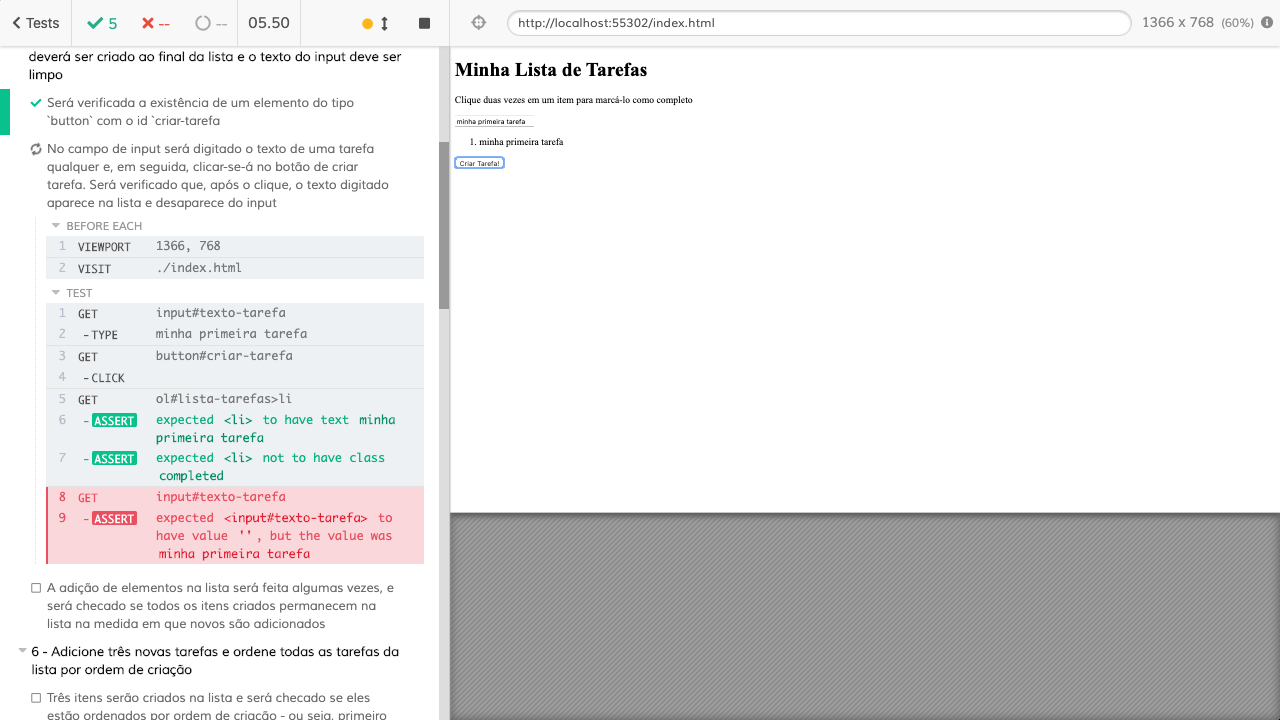 Tests
5
--
--
05.50
http://localhost:55302/index.html
1366 x 768 (60%)
deverá ser criado ao final da lista e o texto do input deve ser
limpo
Será verificada a existência de um elemento do tipo
`button` com o id `criar-tarefa
No campo de input será digitado o texto de uma tarefa
qualquer e, em seguida, clicar-se-á no botão de criar
tarefa. Será verificado que, após o clique, o texto digitado
aparece na lista e desaparece do input
BEFORE EACH
1 VIEWPORT 1366, 768
2 VISIT ./index.html
TEST
1 GET input#texto-tarefa
2 -TYPE minha primeira tarefa
3 GET button#criar-tarefa
4 -CLICK
5 GET ol#lista-tarefas>li
6 -ASSERT expected <li> to have text minha
primeira tarefa
7 -ASSERT expected <li> not to have class
completed
8 GET input#texto-tarefa
9 -ASSERT expected <input#texto-tarefa> to
have value '', but the value was
minha primeira tarefa
A adição de elementos na lista será feita algumas vezes, e
será checado se todos os itens criados permanecem na
lista na medida em que novos são adicionados
6 - Adicione três novas tarefas e ordene todas as tarefas da
lista por ordem de criação
Três itens serão criados na lista e será checado se eles
estão ordenados por ordem de criação - ou seja, primeiro
Minha Lista de Tarefas
Clique duas vezes em um item para marcá-lo como completo
minha primeira tarefa
1. minha primeira tarefa
Criar Tarefa!